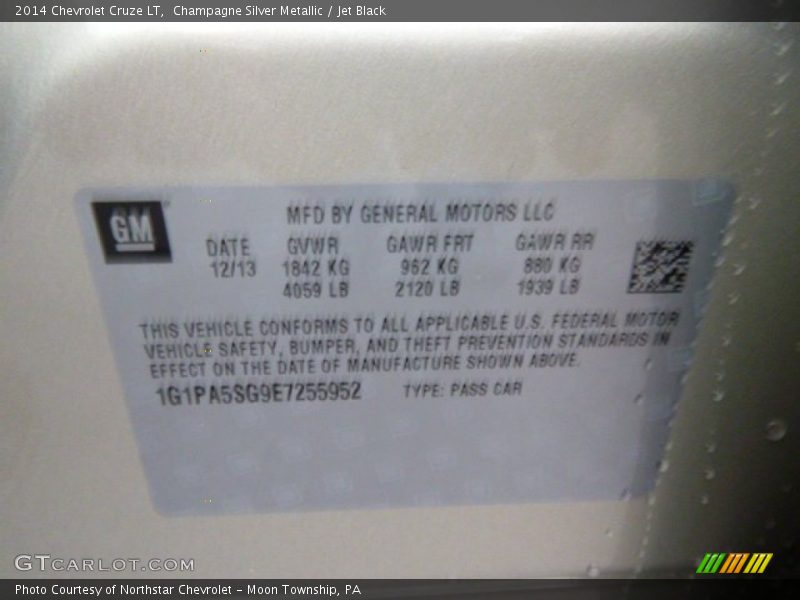 2014 Chevrolet Cruze LT,  Champagne Silver Metallic / Jet Black
GM
MFD BY GENERAL MOTORS LLC
DATE GVWR GAWR FRT GAWR RR
12/13 1842 KG 962 KG 880 KG
4059 LB 2120 LB 1939 LB
THIS VEHICLE CONFORMS TO ALL APPLICABLE U.S. FEDERAL MOTOR
VEHICLE SAFETY, BUMPER, AND THEFT PREVENTION STANDARDS IN
EFFECT ON THE DATE OF MANUFACTURE SHOWN ABOVE.
1G1PA5SG9E7255952 TYPE: PASS CAR
GTCARLOT.COM
Photo Courtesy of Northstar Chevrolet - Moon Township, PA